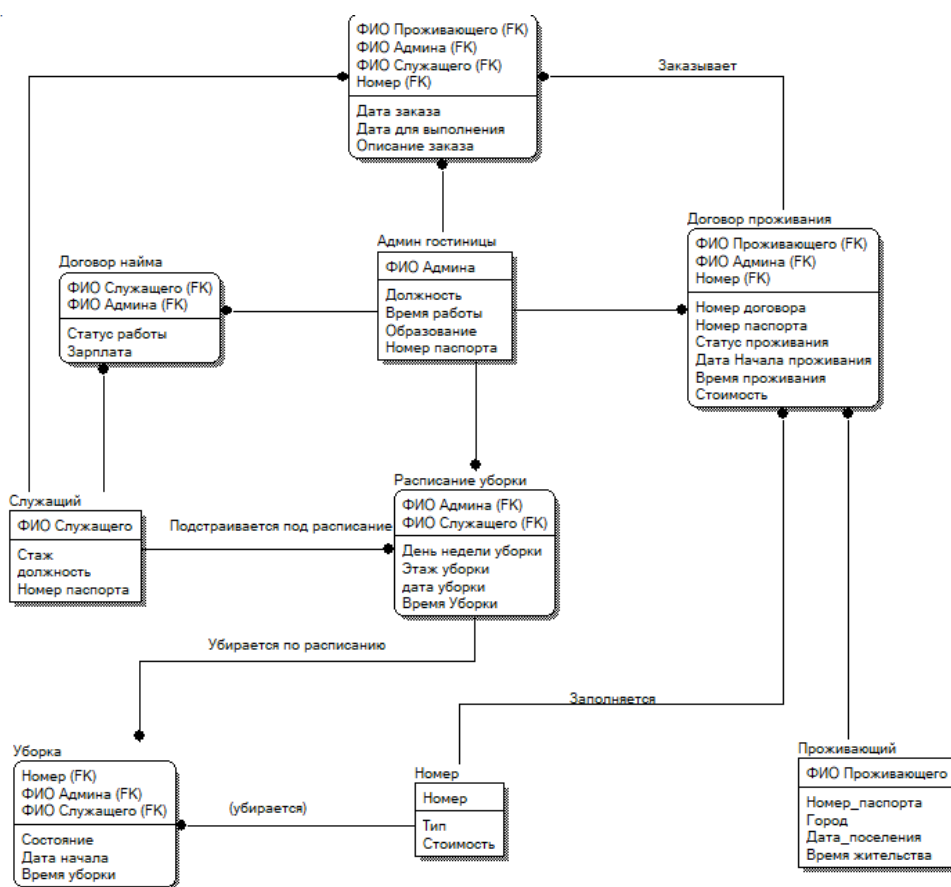 ФИО Проживающего (FK)
ФИО Админа (FK)
ФИО Служащего (FK)
Номер (FK)
Дата заказа
Дата для выполнения
Описание заказа
Заказывает
Договор проживания
ФИО Проживающего (FK)
ФИО Админа (FK)
Номер (FK)
Номер договора
Номер паспорта
Статус проживания
Дата Начала проживания
Время проживания
Стоимость
Админ гостиницы
ФИО Админа
Должность
Время работы
Образование
Номер паспорта
Договор найма
ФИО Служащего (FK)
ФИО Админа (FK)
Статус работы
Зарплата
Служащий
ФИО Служащего
Стаж
должность
Номер паспорта
Подстраивается под расписание
Расписание уборки
ФИО Админа (FK)
ФИО Служащего (FK)
День недели уборки
Этаж уборки
дата уборки
Время Уборки
Убирается по расписанию
Заполняется
Уборка
Номер (FK)
ФИО Админа (FK)
ФИО Служащего (FK)
Состояние
Дата начала
Время уборки
(убирается)
Номер
Номер
Тип
Стоимость
Проживающий
ФИО Проживающего
Номер_паспорта
Город
Дата_поселения
Время жительства